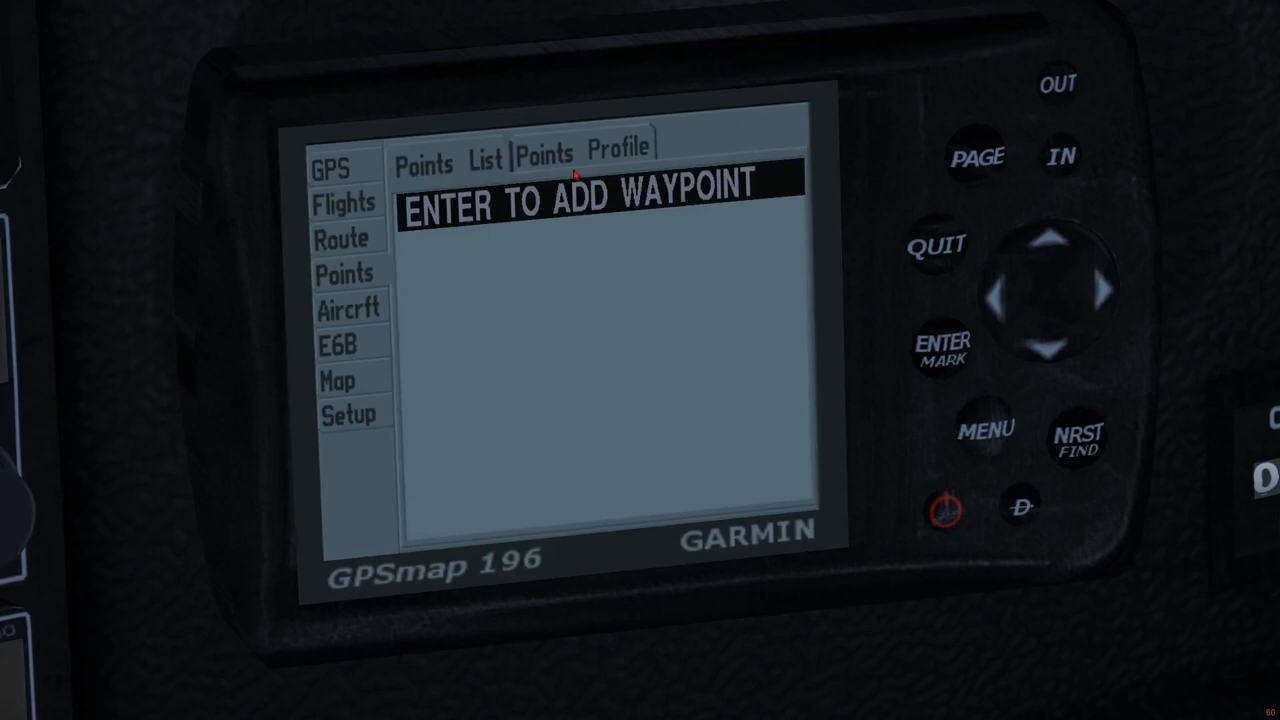 GPS
Flights
Route
Points
Aircrft
E6B
Map
Setup
Points List
Points Profile
ENTER TO ADD WAYPOINT
GPSmap 196
GARMIN
OUT
PAGE
IN
QUIT
ENTER
MARK
MENU
NRST
FIND
D
60